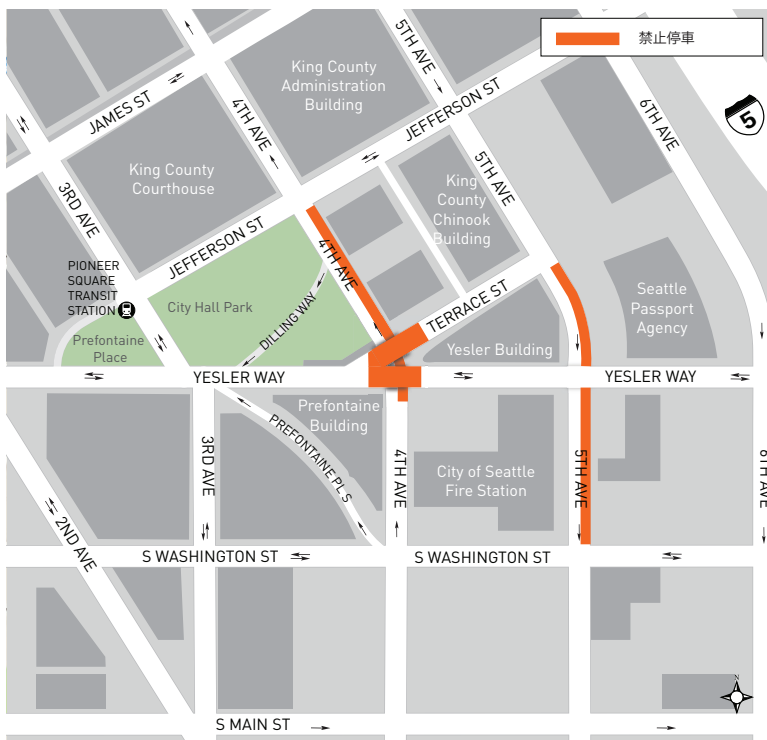 禁止停車
5TH AVE
King County
Administration
Building
4TH AVE
JEFFERSON ST
6TH AVE
5
JAMES ST
King County
Courthouse
5TH AVE
King
County
Chinook
Building
3RD AVE
JEFFERSON ST
4TH AVE
PIONEER
SQUARE
TRANSIT
STATION
City Hall Park
DILLING WAY
TERRACE ST
Seattle
Passport
Agency
Prefontaine
Place
Yesler Building
YESLER WAY
YESLER WAY
Prefontaine
Building
PREFONTAINE PL S
3RD AVE
4TH AVE
City of Seattle
Fire Station
5TH AVE
6TH AVE
2ND AVE
S WASHINGTON ST
S WASHINGTON ST
N
S MAIN ST